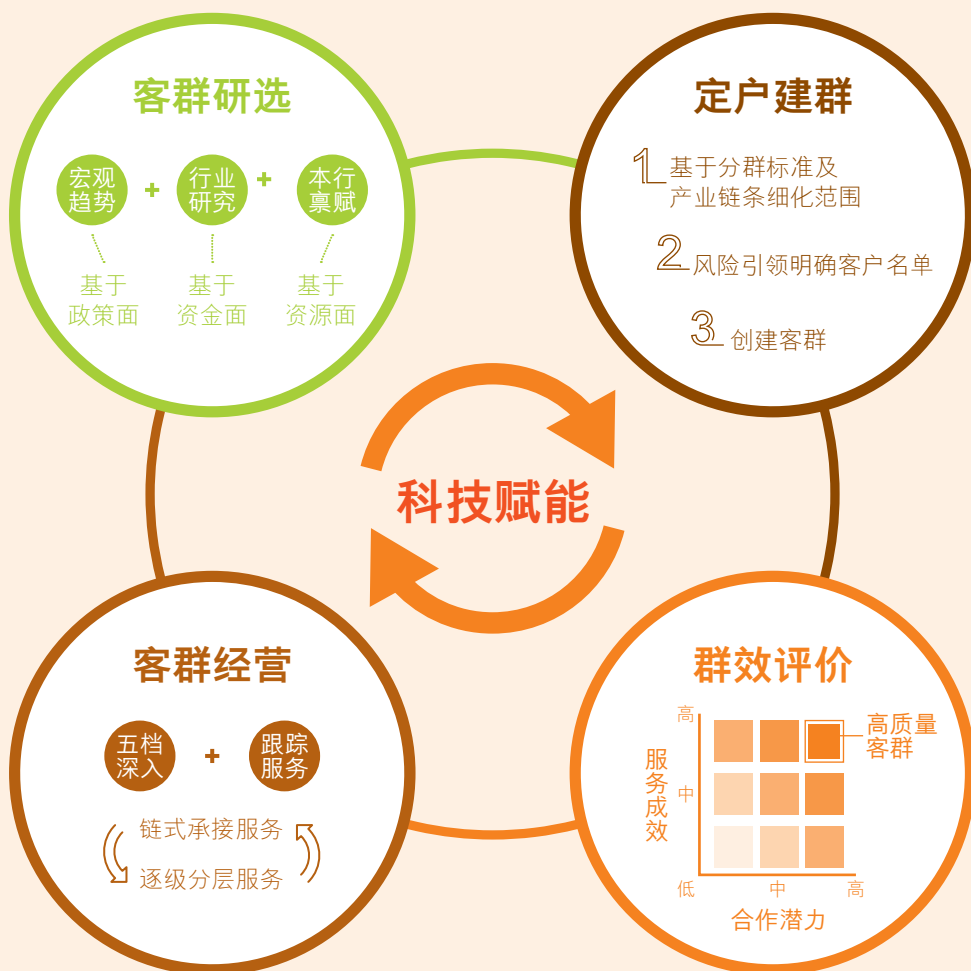 客群研选
宏观
趋势
+
行业
研究
+
本行
禀赋
基于
政策面
基于
资金面
基于
资源面
定户建群
1
基于分群标准及
产业链条细化范围
2
风险引领明确客户名单
3
创建客群
科技赋能
客群经营
五档
深入
+
跟踪
服务
链式承接服务
逐级分层服务
群效评价
高
中
低
中
高
服务成效
合作潜力
高质量
客群